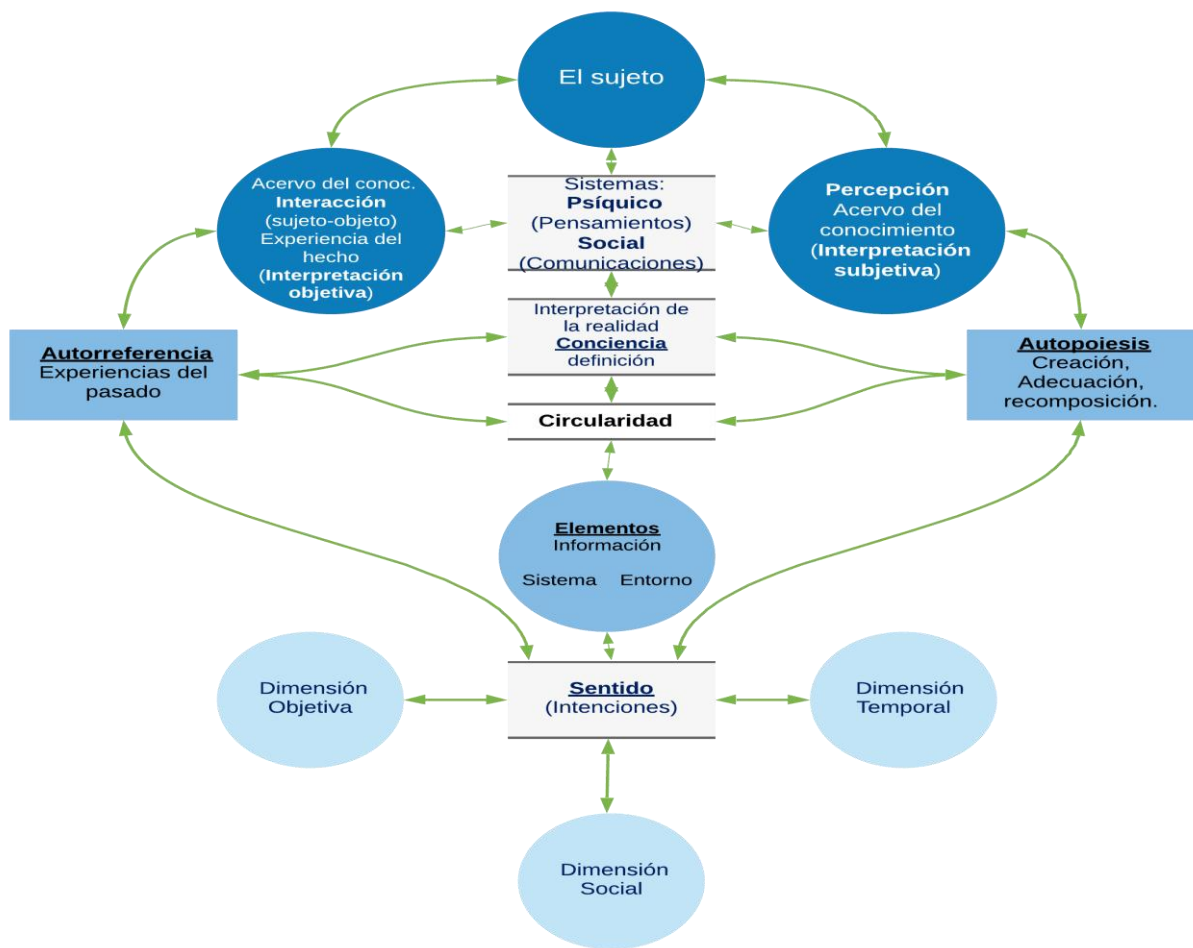 El sujeto
Acervo del conoc.
Interacción
(sujeto-objeto)
Experiencia del
hecho
(Interpretación
objetiva)
Sistemas:
Psíquico
(Pensamientos)
Social
(Comunicaciones)
Percepción
Acervo del
conocimiento
(Interpretación
subjetiva)
Autorreferencia
Experiencias del
pasado
Interpretación de
la realidad
Conciencia
definición
Autopoiesis
Creación,
Adecuación,
recomposición.
Circularidad
Elementos
Información
Sistema Entorno
Dimensión
Objetiva
Sentido
(Intenciones)
Dimensión
Temporal
Dimensión
Social